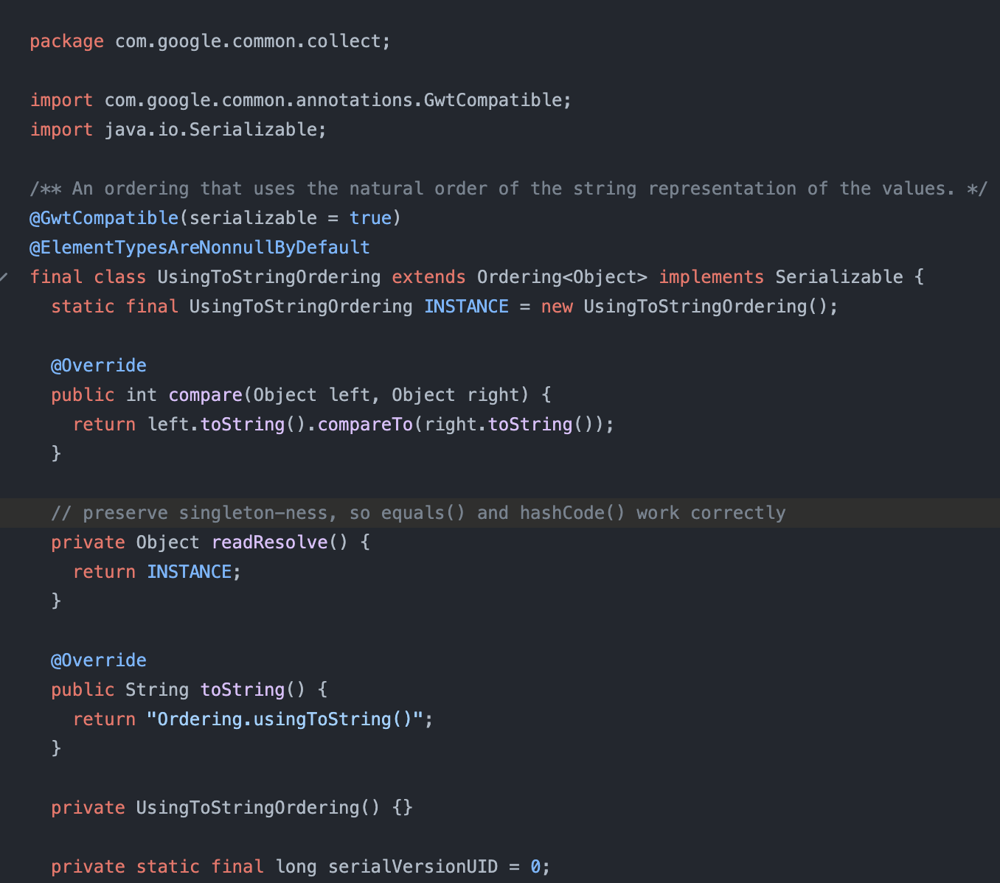 package com.google.common.collect;
import com.google.common.annotations.GwtCompatible;
import java.io.Serializable;
/** An ordering that uses the natural order of the string representation of the values. */
@GwtCompatible(serializable = true)
@ElementTypesAreNonnullByDefault
final class UsingToStringOrdering extends Ordering<Object> implements Serializable {
  static final UsingToStringOrdering INSTANCE = new UsingToStringOrdering();
  @Override
  public int compare(Object left, Object right) {
    return left.toString().compareTo(right.toString());
  }
  // preserve singleton-ness, so equals() and hashCode() work correctly
  private Object readResolve() {
    return INSTANCE;
  }
  @Override
  public String toString() {
    return "Ordering.usingToString()";
  }
  private UsingToStringOrdering() {}
  private static final long serialVersionUID = 0;